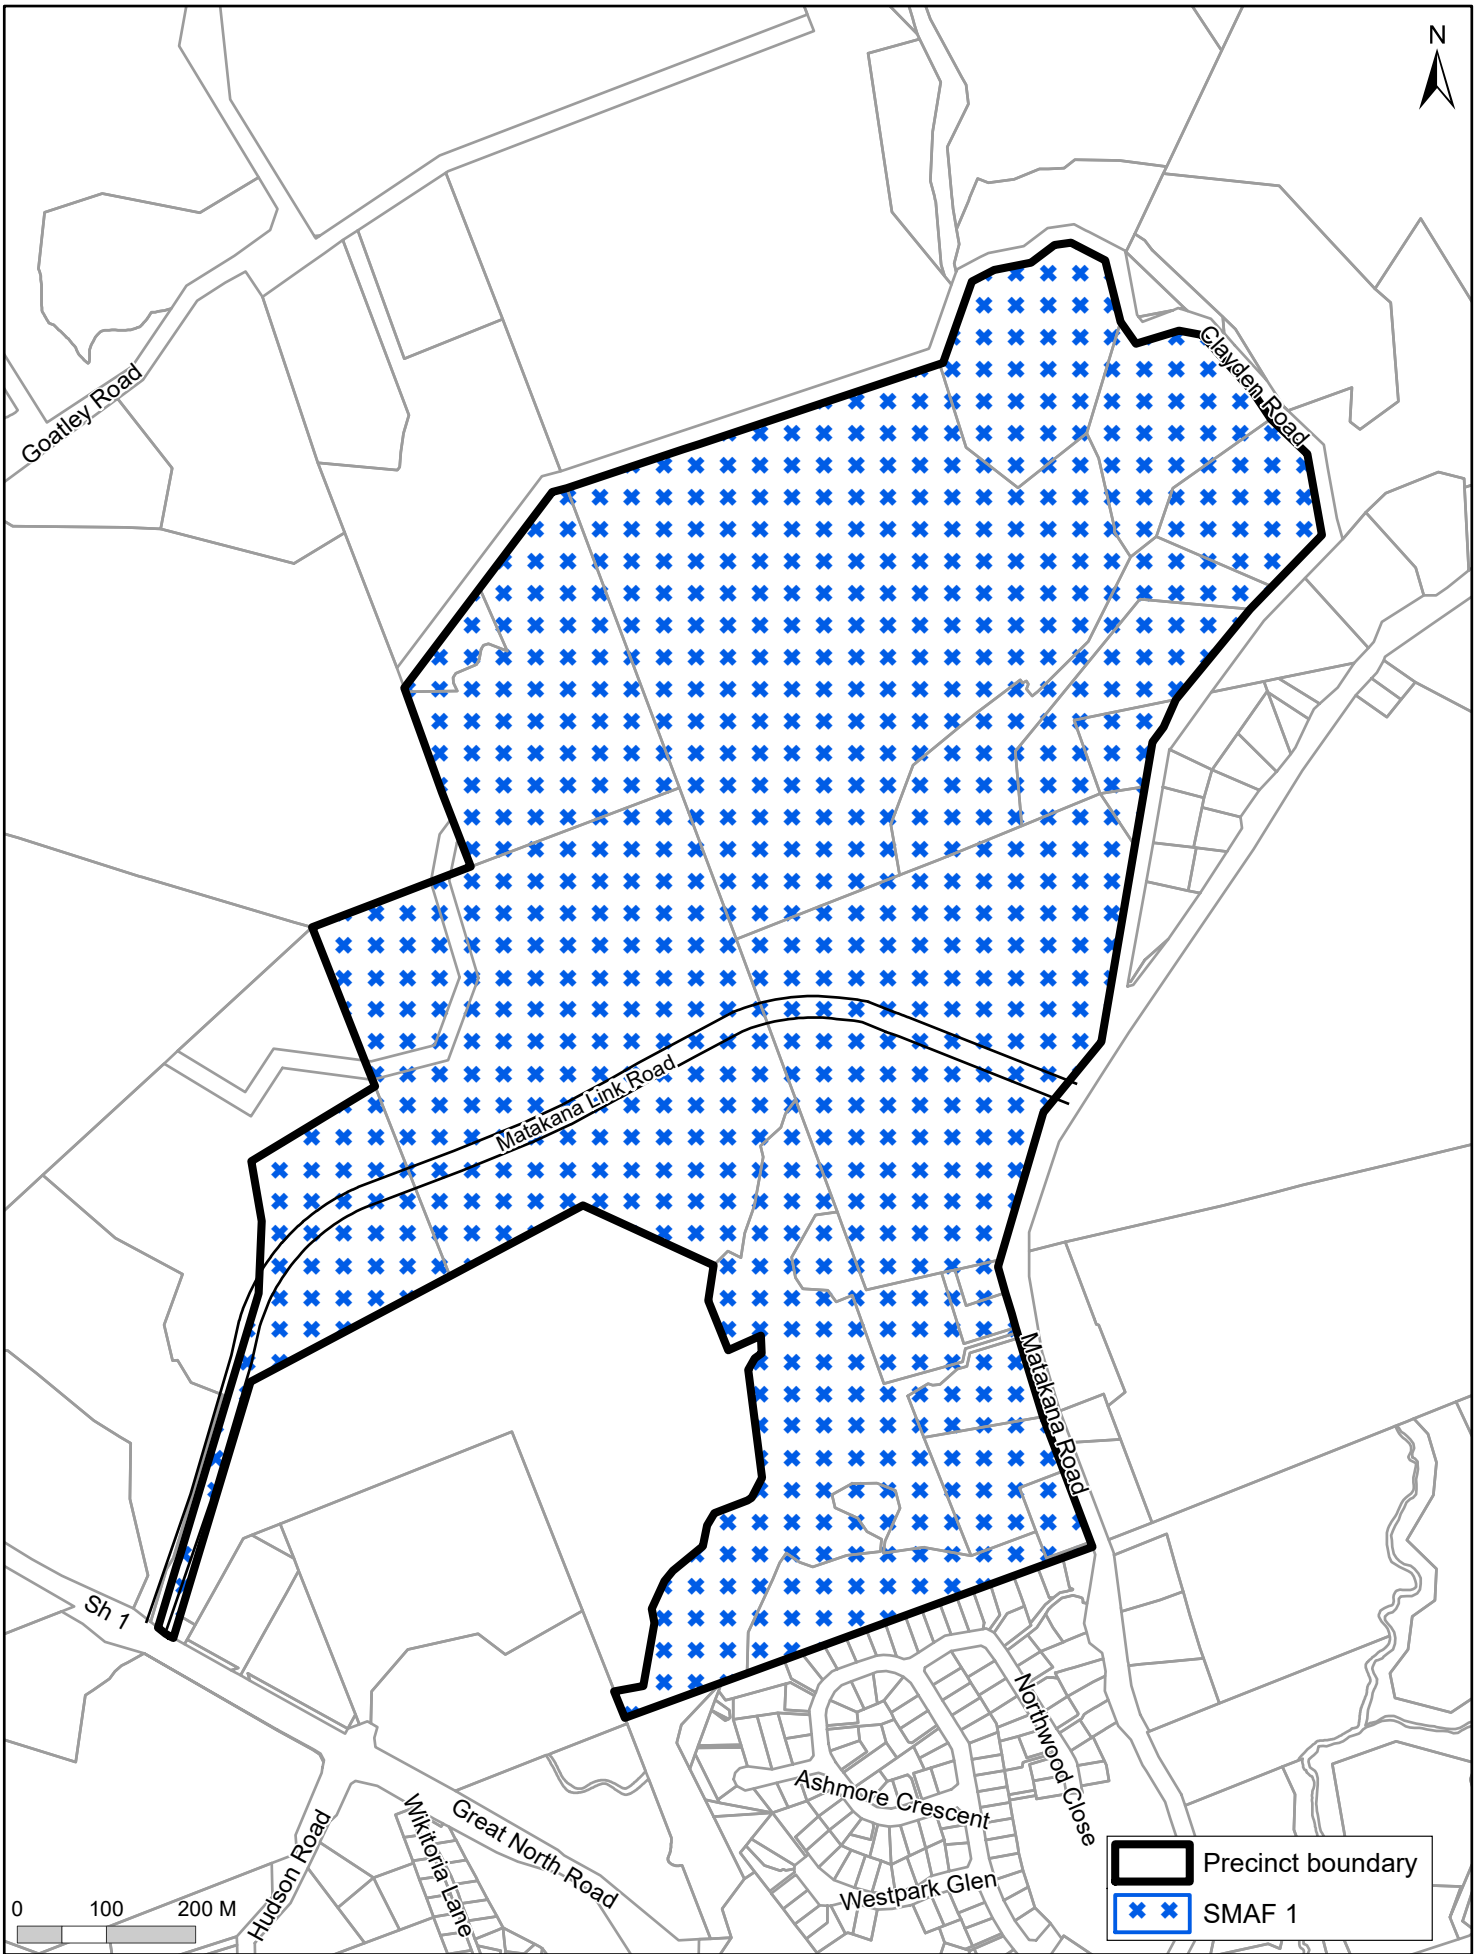 N
Clayden Road
Goatley Road
Matakana Link Road
Matakana Road
Sh 1
Northwood Close
Ashmore Crescent
Great North Road
Wikitoria Lane
Hudson Road
Westpark Glen
Precinct boundary
SMAF 1
0 100 200 M